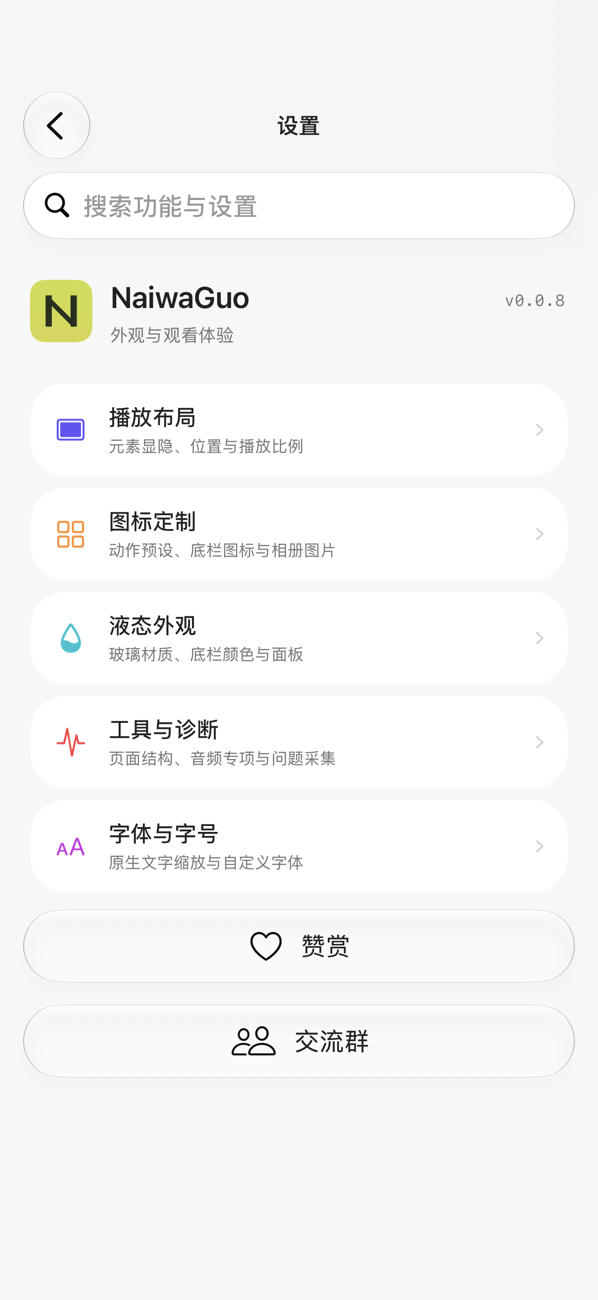 设置
搜索功能与设置
N
NaiwaGuo
v0.0.8
外观与观看体验
播放布局
元素显隐、位置与播放比例
图标定制
动作预设、底栏图标与相册图片
液态外观
玻璃材质、底栏颜色与面板
工具与诊断
页面结构、音频专项与问题采集
AA
字体与字号
原生文字缩放与自定义字体
赞赏
交流群